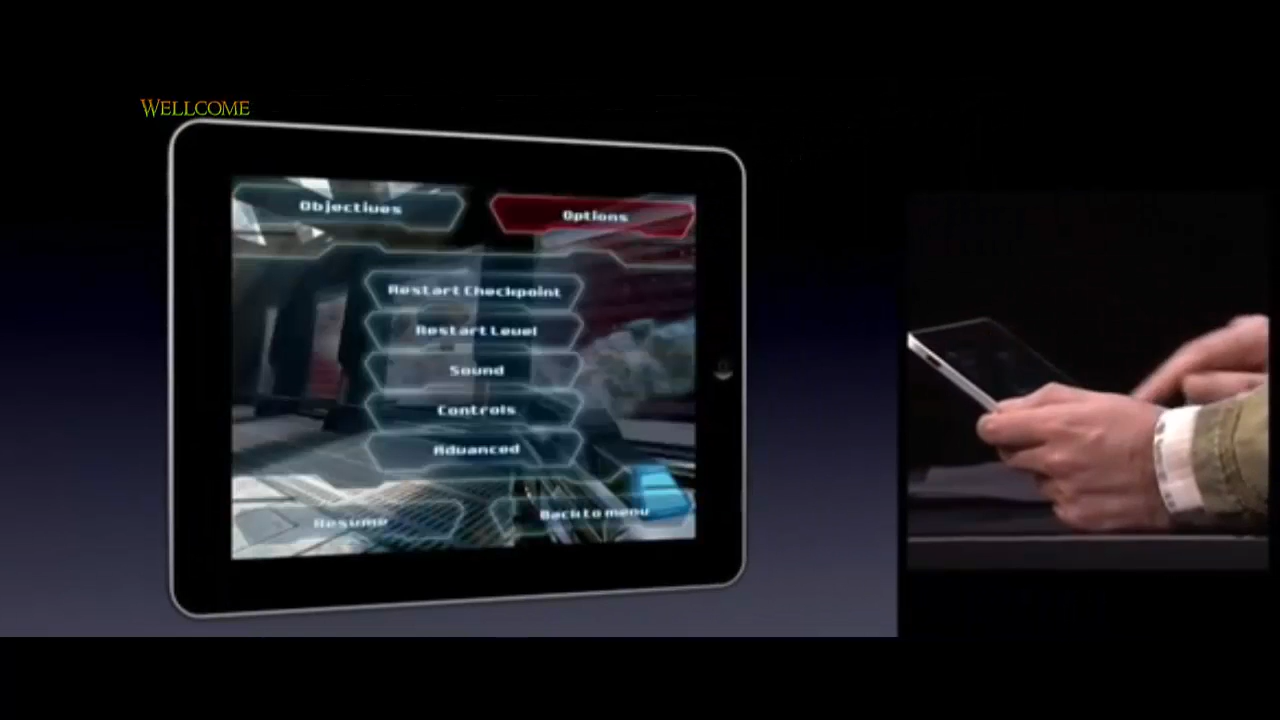 WELLCOME
Objectives
Options
Restart Checkpoint
Restart Level
Sound
Controls
Advanced
Resume
Back to menu